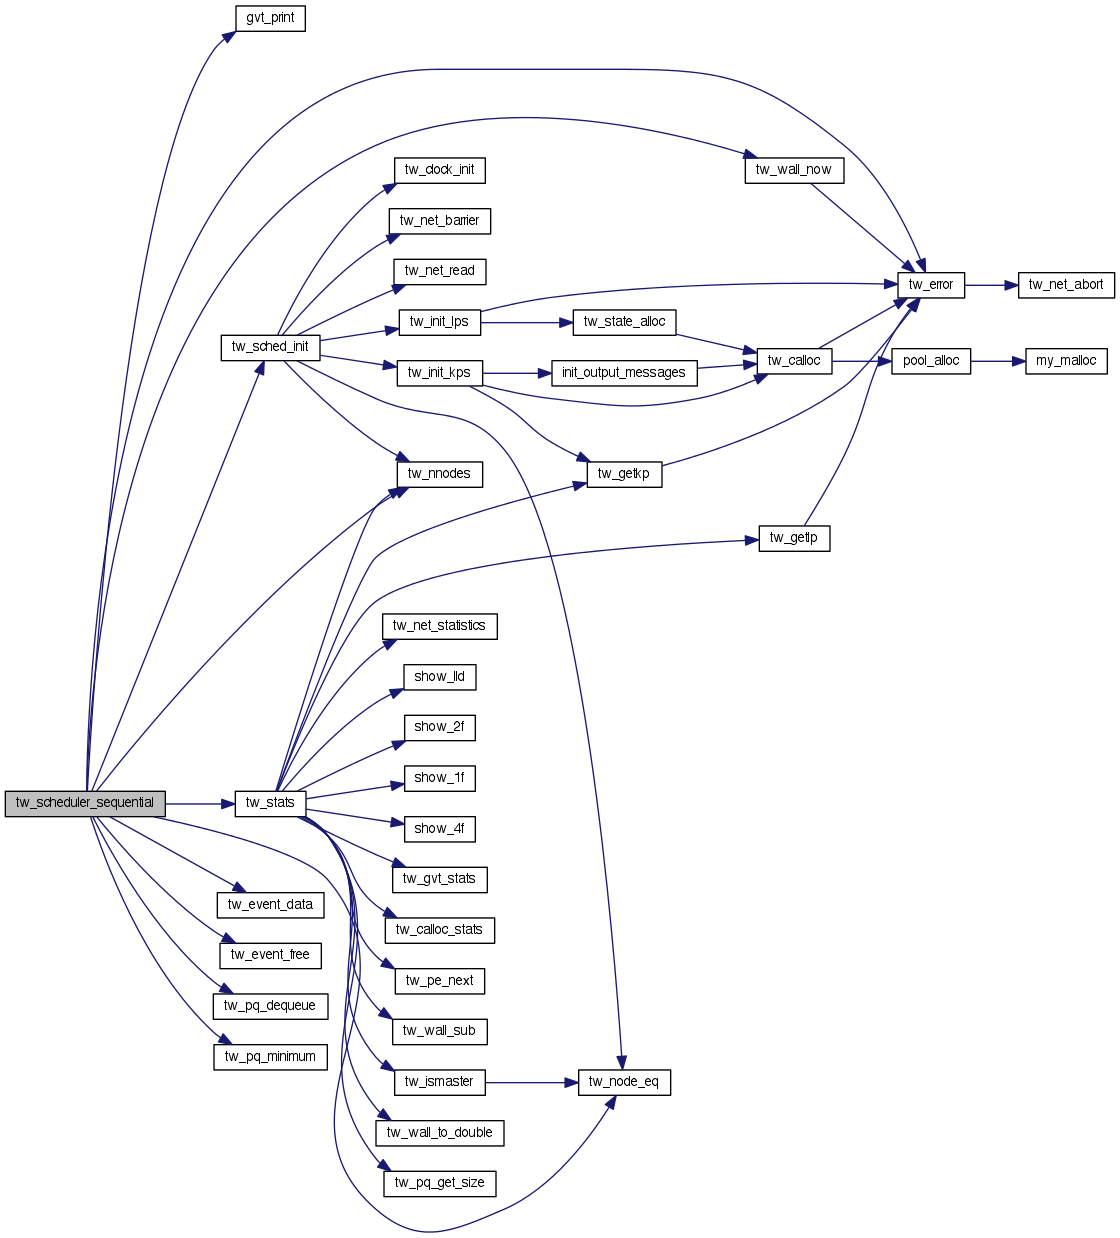 gvt_print
tw_clock_init
tw_wall_now
tw_net_barrier
tw_net_read
tw_error
tw_net_abort
tw_init_lps
tw_state_alloc
tw_sched_init
tw_calloc
pool_alloc
my_malloc
tw_init_kps
init_output_messages
tw_nnodes
tw_getkp
tw_getlp
tw_net_statistics
show_lld
show_2f
show_1f
tw_scheduler_sequential
tw_stats
show_4f
tw_gvt_stats
tw_event_data
tw_calloc_stats
tw_event_free
tw_pe_next
tw_pq_dequeue
tw_wall_sub
tw_pq_minimum
tw_ismaster
tw_node_eq
tw_wall_to_double
tw_pq_get_size